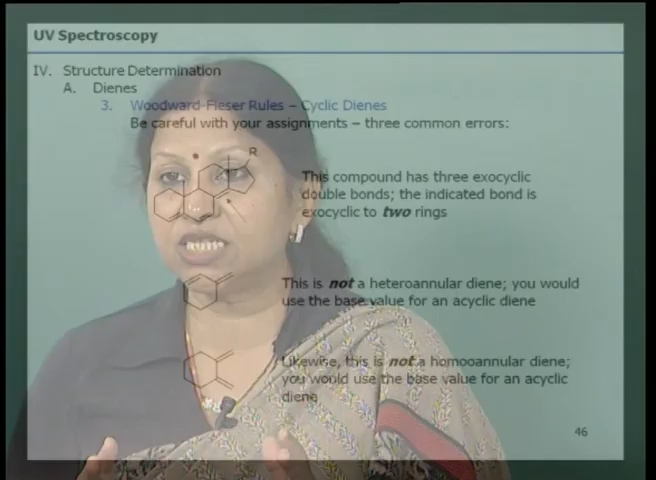 UV Spectroscopy
IV. Structure Determination
A. Dienes
3. Woodward-Fieser Rules – Cyclic Dienes
Be careful with your assignments – three common errors:
R
This compound has three exocyclic
double bonds; the indicated bond is
exocyclic to two rings
This is not a heteroannular diene; you would
use the base value for an acyclic diene
Likewise, this is not a homooannular diene;
you would use the base value for an acyclic
diene
46